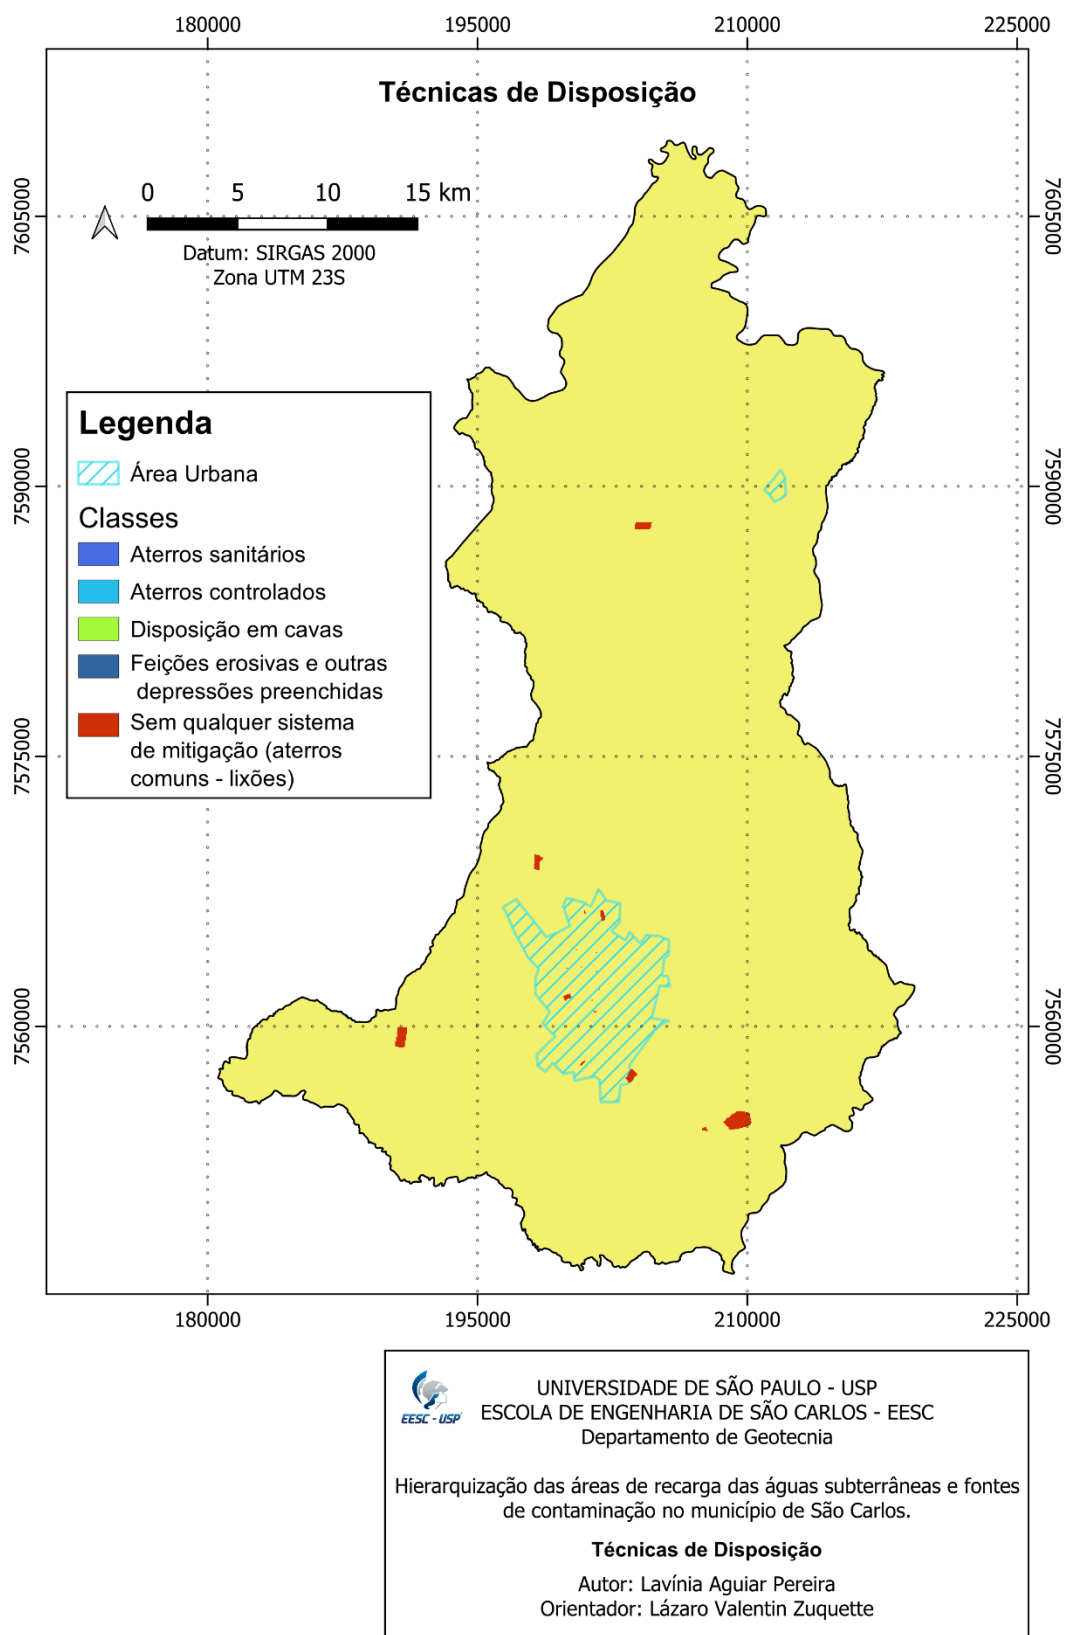 180000
195000
210000
225000
Técnicas de Disposição
0 5 10 15 km
Datum: SIRGAS 2000
Zona UTM 23S
7605000
7605000
Legenda
Área Urbana
Classes
Aterros sanitários
Aterros controlados
Disposição em cavas
Feições erosivas e outras
depressões preenchidas
Sem qualquer sistema
de mitigação (aterros
comuns - lixões)
7590000
7590000
7575000
7575000
7560000
7560000
180000
195000
210000
225000
EESC - USP
UNIVERSIDADE DE SÃO PAULO - USP
ESCOLA DE ENGENHARIA DE SÃO CARLOS - EESC
Departamento de Geotecnia
Hierarquização das áreas de recarga das águas subterrâneas e fontes
de contaminação no município de São Carlos.
Técnicas de Disposição
Autor: Lavínia Aguiar Pereira
Orientador: Lázaro Valentin Zuquette